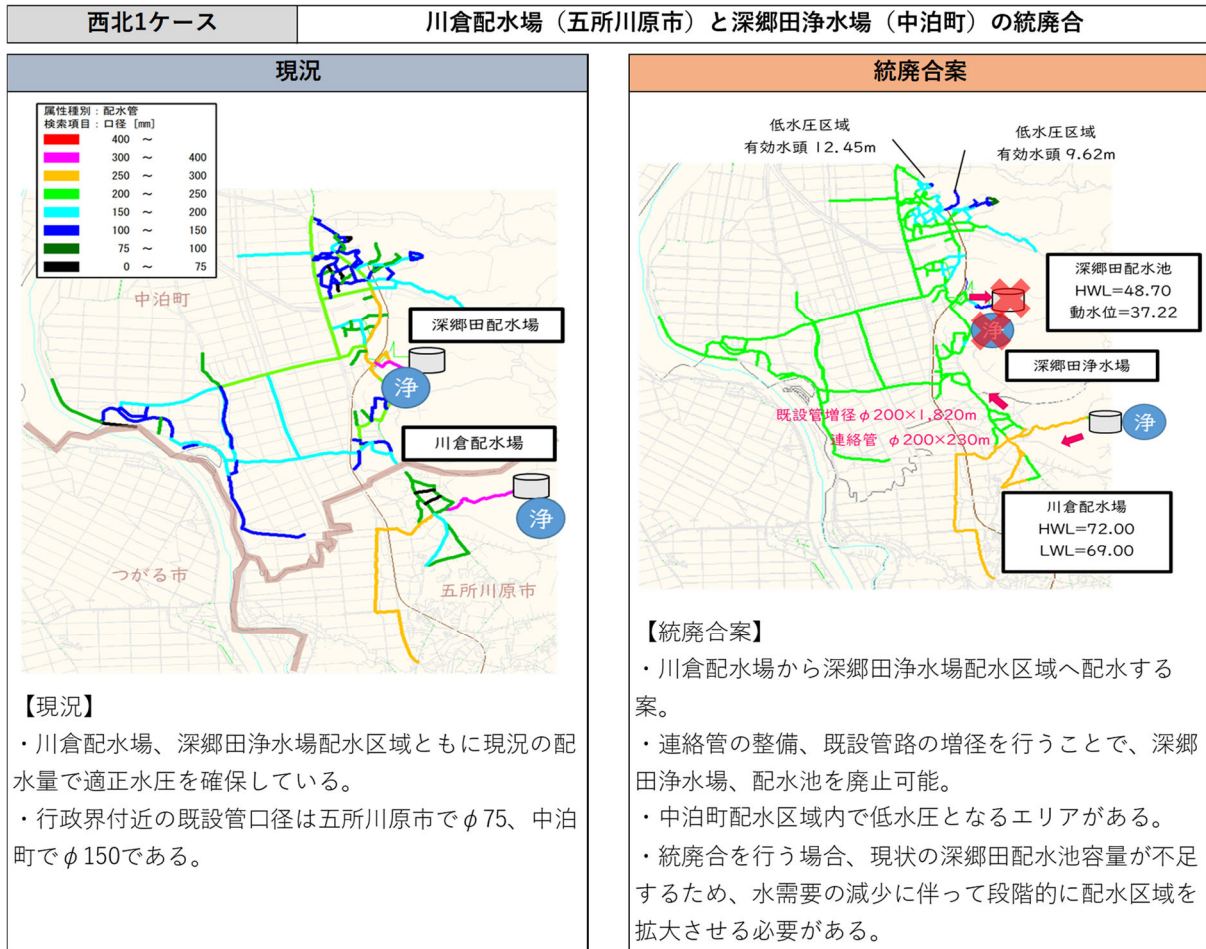 西北1ケース
川倉配水場（五所川原市）と深郷田浄水場（中泊町）の統廃合
現況
属性種別：配水管
検索項目：口径 [mm]
400 ～
300 ～ 400
250 ～ 300
200 ～ 250
150 ～ 200
100 ～ 150
75 ～ 100
0 ～ 75
中泊町
深郷田配水場
浄
川倉配水場
浄
つがる市
五所川原市
【現況】
・川倉配水場、深郷田浄水場配水区域ともに現況の配
水量で適正水圧を確保している。
・行政界付近の既設管口径は五所川原市でφ75、中泊
町でφ150である。
統廃合案
低水圧区域
有効水頭 12.45m
低水圧区域
有効水頭 9.62m
深郷田配水池
HWL=48.70
動水位=37.22
浄
深郷田浄水場
既設管増径φ200×1,820m
連絡管 φ200×230m
浄
川倉配水場
HWL=72.00
LWL=69.00
【統廃合案】
・川倉配水場から深郷田浄水場配水区域へ配水する
案。
・連絡管の整備、既設管路の増径を行うことで、深郷
田浄水場、配水池を廃止可能。
・中泊町配水区域内で低水圧となるエリアがある。
・統廃合を行う場合、現状の深郷田配水池容量が不足
するため、水需要の減少に伴って段階的に配水区域を
拡大させる必要がある。